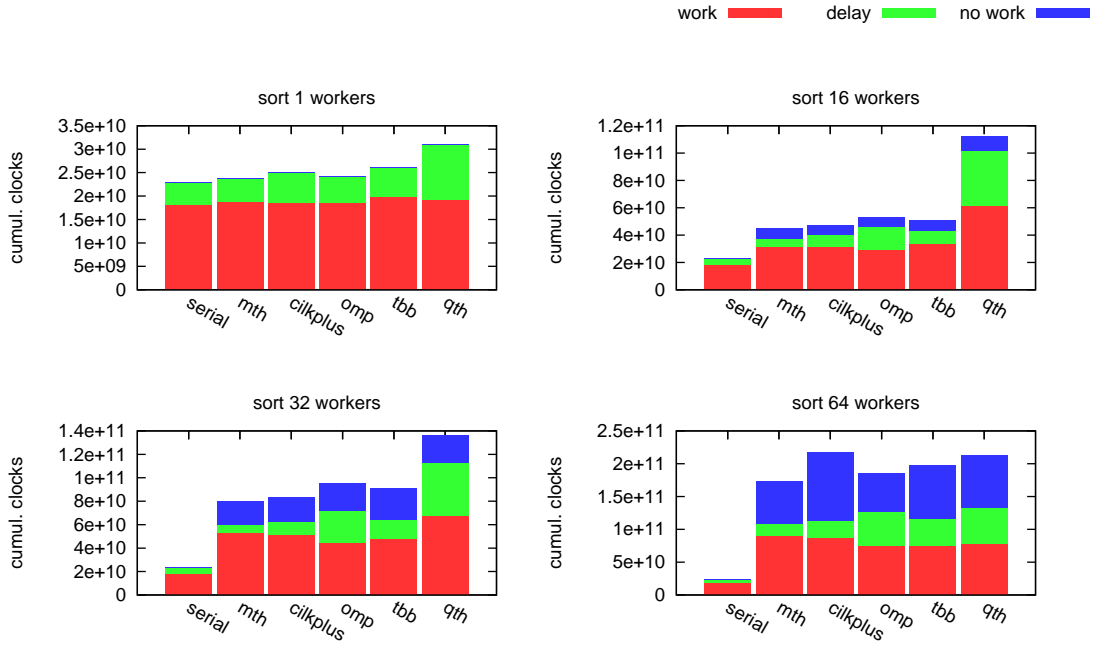 work delay no work
sort 1 workers
cumul. clocks
3.5e+10
3e+10
2.5e+10
2e+10
1.5e+10
1e+10
5e+09
0
serial mth cilkplus omp tbb qth
sort 16 workers
cumul. clocks
1.2e+11
1e+11
8e+10
6e+10
4e+10
2e+10
0
serial mth cilkplus omp tbb qth
sort 32 workers
cumul. clocks
1.4e+11
1.2e+11
1e+11
8e+10
6e+10
4e+10
2e+10
0
serial mth cilkplus omp tbb qth
sort 64 workers
cumul. clocks
2.5e+11
2e+11
1.5e+11
1e+11
5e+10
0
serial mth cilkplus omp tbb qth